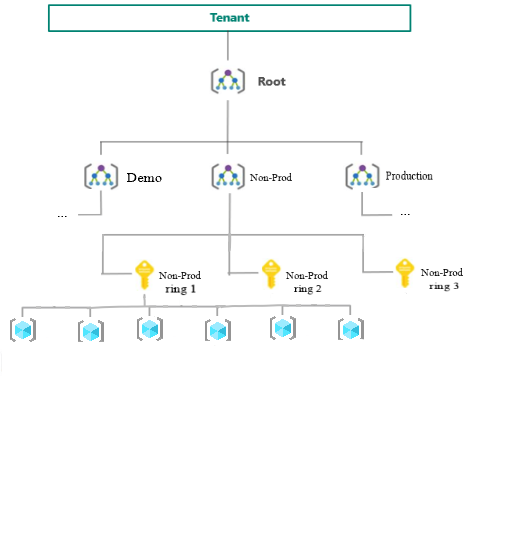 Tenant
Root
Demo
Non-Prod
Production
...
...
Non-Prod
ring 1
Non-Prod
ring 2
Non-Prod
ring 3